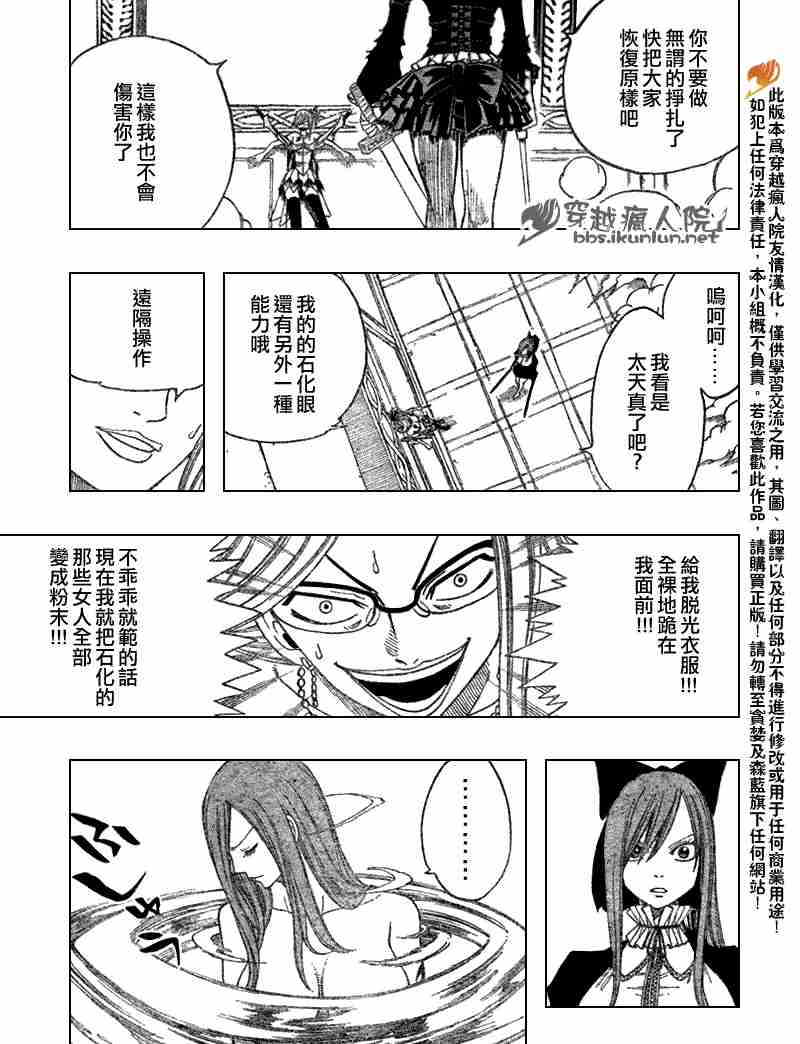 你不要做
無謂的掙扎了
快把大家
恢復原樣吧
這樣我也不會
傷害你了
穿越瘋人院
bbs.ikunlun.net
嗚呵呵……
我看是
太天真了吧？
我的的石化眼
還有另外一種
能力哦
遠隔操作
給我脫光衣服!!!
全裸地跪在
我面前!!!
不乖乖就範的話
現在我就把石化的
那些女人全部
變成粉末!!!
………
きゅうん
此版本爲穿越瘋人院友情漢化，僅供學習交流之用，其圖、翻譯以及任何部分不得進行修改或用于任何商業用途！
如犯上任何法律責任，本小組概不負責。若您喜歡此作品，請購買正版！請勿轉至貪婪及森藍旗下任何網站！